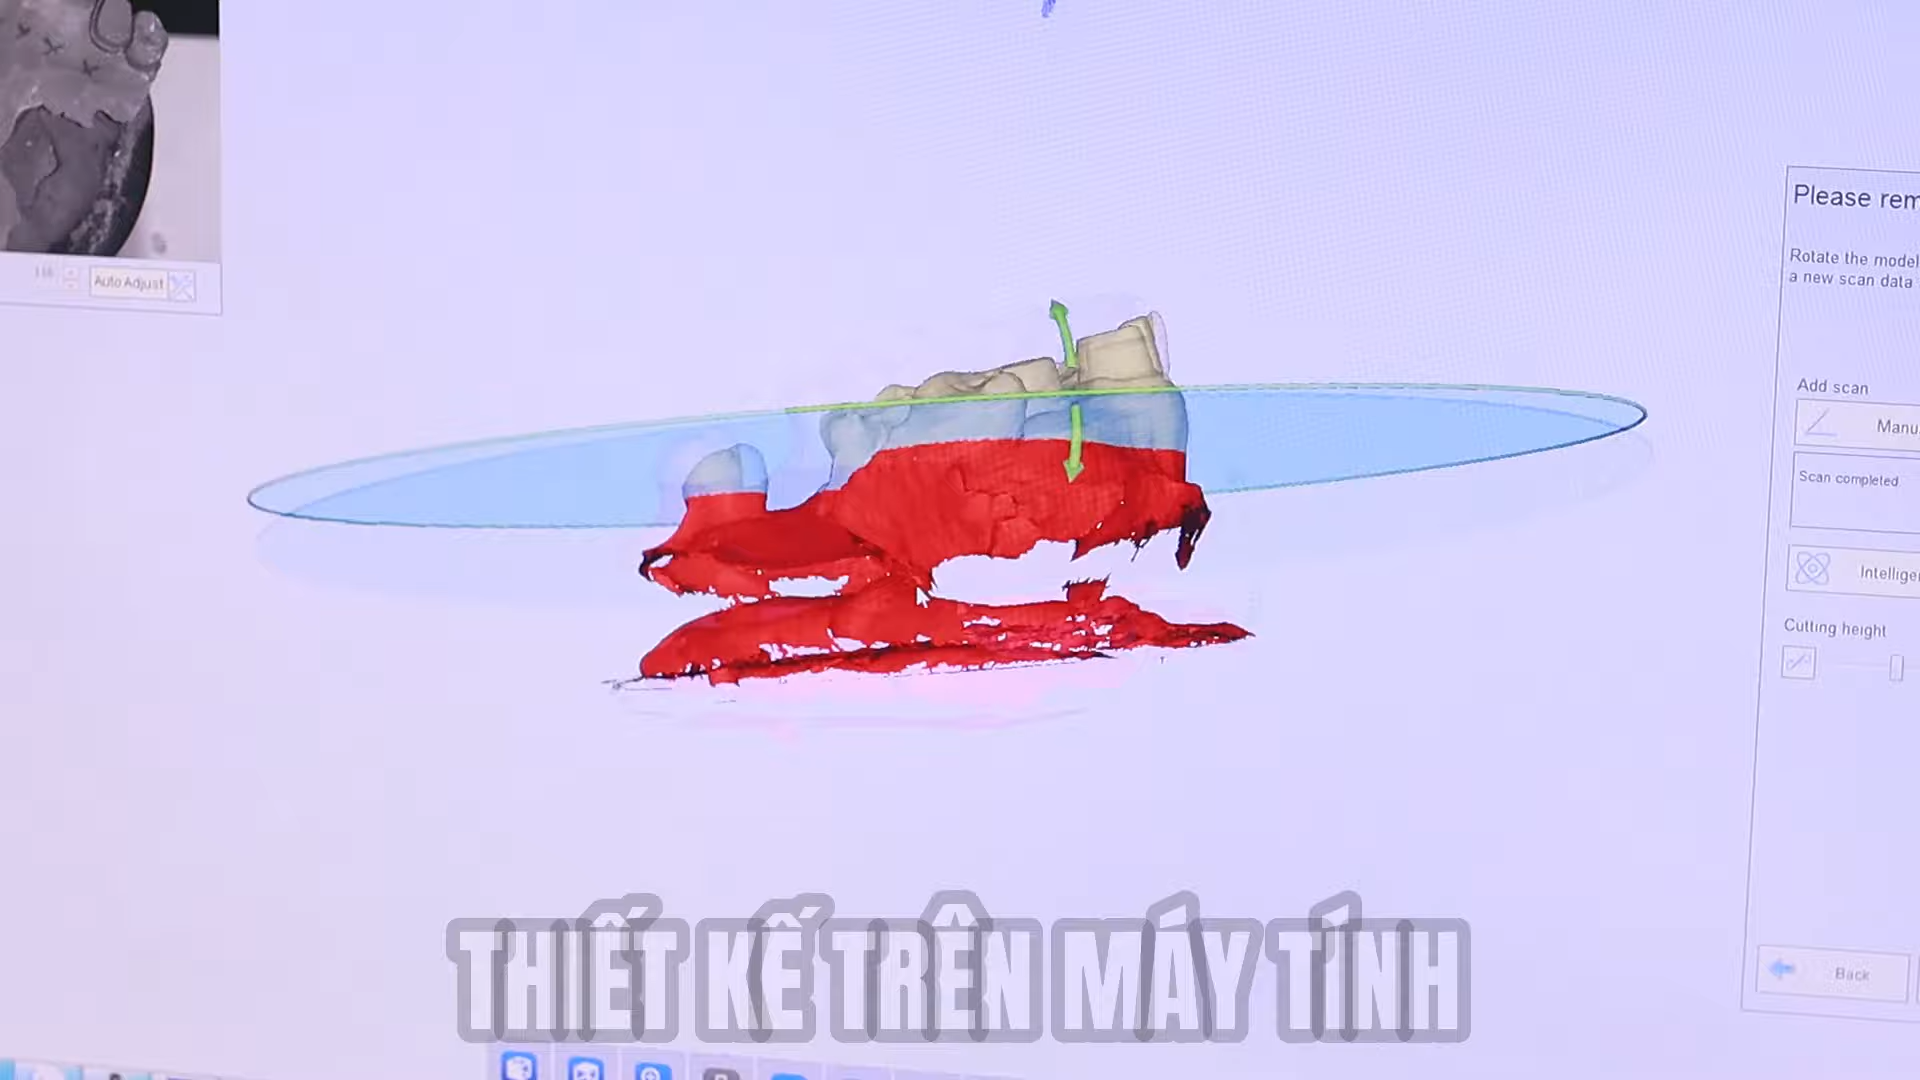 Auto Adjust
Please rem
Rotate the model
a new scan data
Add scan
Manu
Scan completed
Intellige
Cutting height
Back
THIẾT KẾ TRÊN MÁY TÍNH